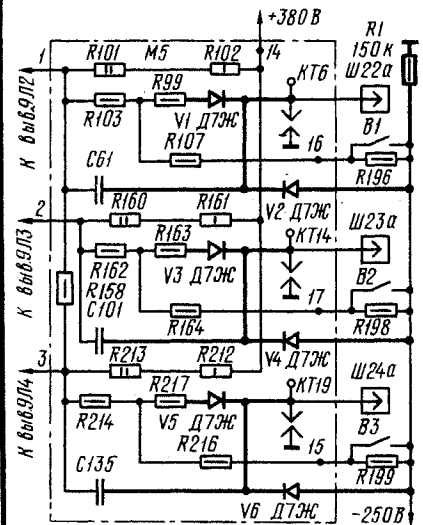 +380 В
R1
150 к
1
R101
М5
R102
14
КТ6
Ш22а
R99
R103
V1 Д7Ж
R107
16
В1
С61
R196
К выв.9Л2
2
R160
R161
V2 Д7Ж
КТ14
Ш23а
R163
R162
V3 Д7Ж
R158
17
В2
С101
R164
R198
К выв.9Л3
V4 Д7Ж
3
R213
R212
КТ19
Ш24а
R217
R214
V5 Д7Ж
R216
15
В3
С135
R199
К выв.9Л4
V6 Д7Ж
-250В